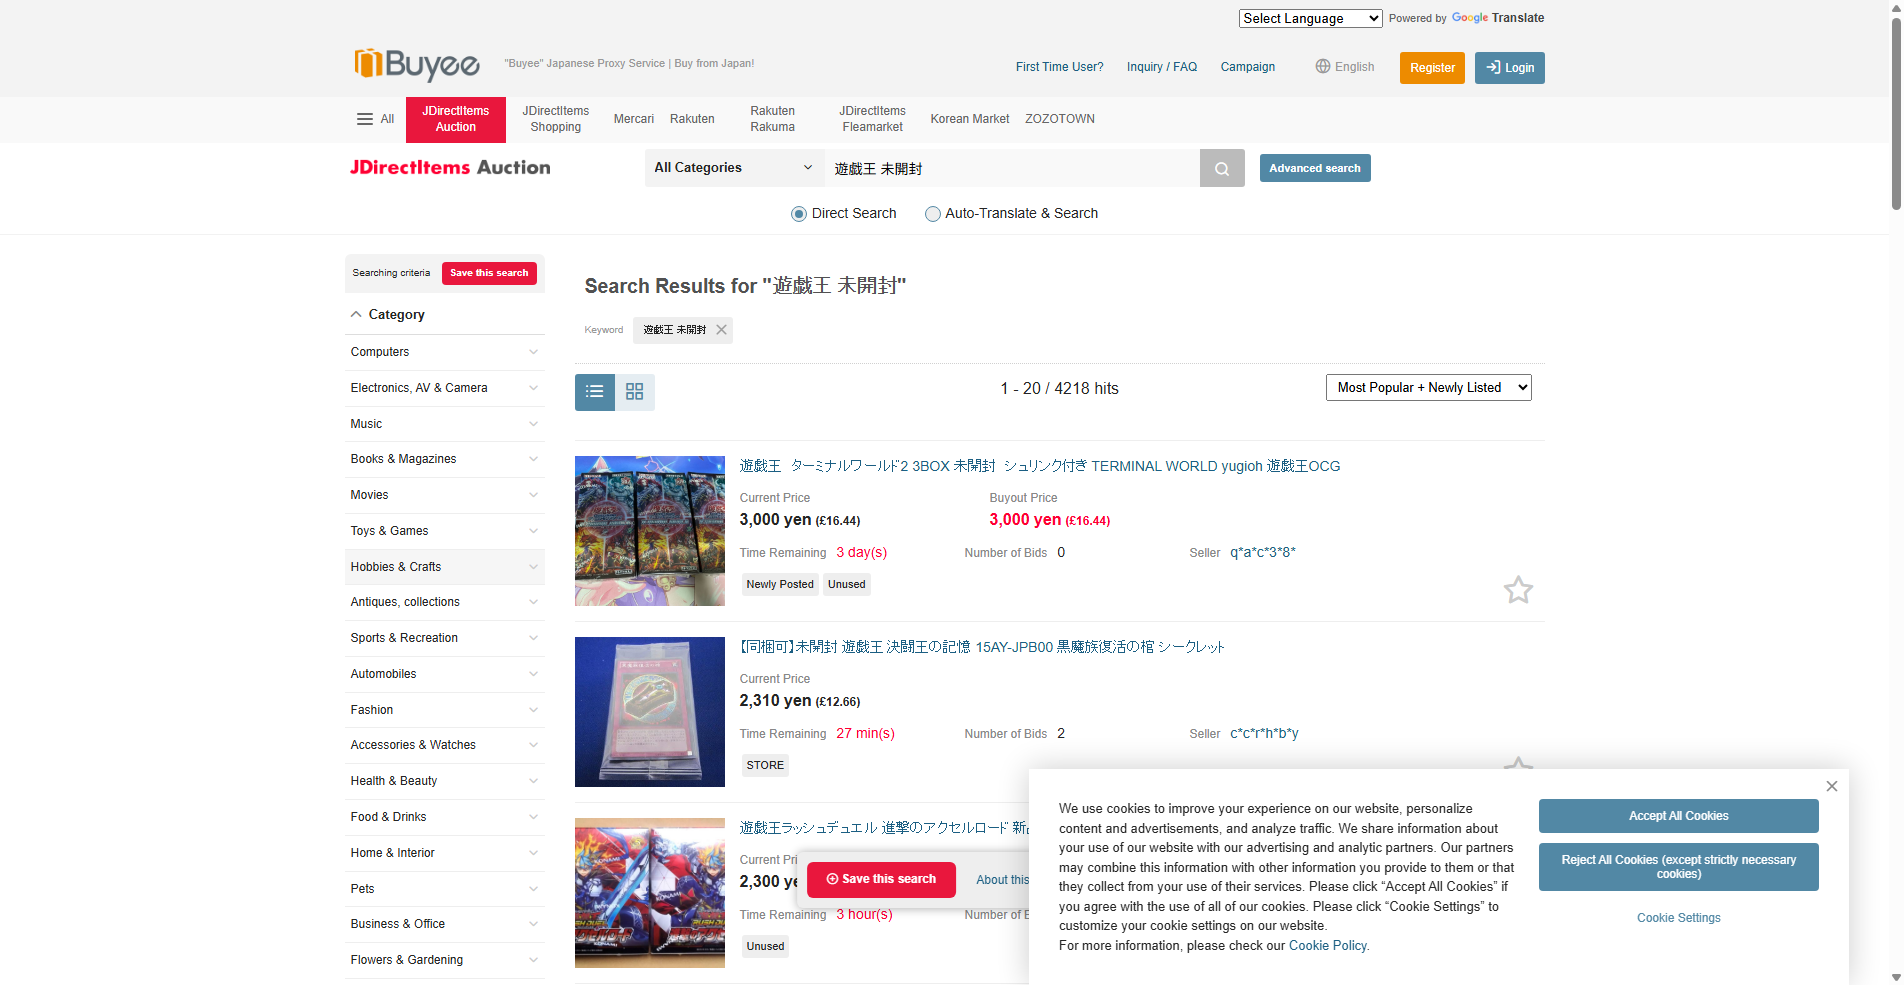 Select Language
Powered by Google Translate
Buyee
"Buyee" Japanese Proxy Service | Buy from Japan!
First Time User?
Inquiry / FAQ
Campaign
English
Register
Login
All
JDirectItems Auction
JDirectItems Shopping
Mercari
Rakuten
Rakuten Rakuma
JDirectItems Fleamarket
Korean Market
ZOZOTOWN
JDirectItems Auction
All Categories
遊戯王 未開封
Advanced search
Direct Search
Auto-Translate & Search
Searching criteria
Save this search
Category
Computers
Electronics, AV & Camera
Music
Books & Magazines
Movies
Toys & Games
Hobbies & Crafts
Antiques, collections
Sports & Recreation
Automobiles
Fashion
Accessories & Watches
Health & Beauty
Food & Drinks
Home & Interior
Pets
Business & Office
Flowers & Gardening
Search Results for "遊戯王 未開封"
Keyword
遊戯王 未開封
1 - 20 / 4218 hits
Most Popular + Newly Listed
遊戯王 ターミナルワールド2 3BOX 未開封 シュリンク付き TERMINAL WORLD yugioh 遊戯王OCG
Current Price
Buyout Price
3,000 yen (£16.44)
3,000 yen (£16.44)
Time Remaining 3 day(s)
Number of Bids 0
Seller q*a*c*3*8*
Newly Posted
Unused
【同梱可】未開封 遊戯王 決闘王の記憶 15AY-JPB00 黒魔族復活の棺 シークレット
Current Price
2,310 yen (£12.66)
Time Remaining 27 min(s)
Number of Bids 2
Seller c*c*r*h*b*y
STORE
遊戯王ラッシュデュエル 進撃のアクセルロード 新
Current Pri
2,300 ye
Time Remaining 3 hour(s)
Number of
Unused
Save this search
About this
We use cookies to improve your experience on our website, personalize
content and advertisements, and analyze traffic. We share information about
your use of our website with our advertising and analytic partners. Our partners
may combine this information with other information you provide to them or that
they collect from your use of their services. Please click “Accept All Cookies” if
you agree with the use of all of our cookies. Please click “Cookie Settings” to
customize your cookie settings on our website.
For more information, please check our Cookie Policy.
Accept All Cookies
Reject All Cookies (except strictly necessary
cookies)
Cookie Settings